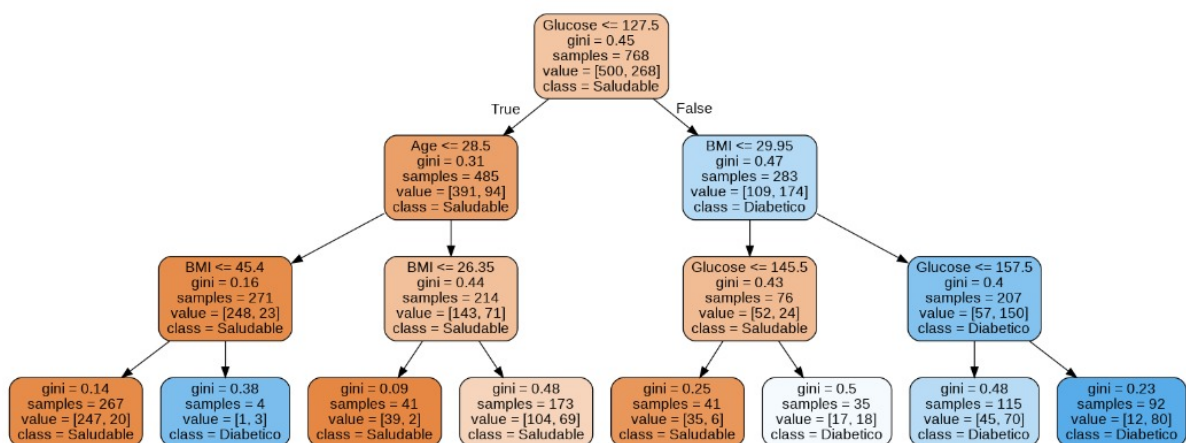 Glucose <= 127.5
gini = 0.45
samples = 768
value = [500, 268]
class = Saludable
True
False
Age <= 28.5
gini = 0.31
samples = 485
value = [391, 94]
class = Saludable
BMI <= 29.95
gini = 0.47
samples = 283
value = [109, 174]
class = Diabetico
BMI <= 45.4
gini = 0.16
samples = 271
value = [248, 23]
class = Saludable
BMI <= 26.35
gini = 0.44
samples = 214
value = [143, 71]
class = Saludable
Glucose <= 145.5
gini = 0.43
samples = 76
value = [52, 24]
class = Saludable
Glucose <= 157.5
gini = 0.4
samples = 207
value = [57, 150]
class = Diabetico
gini = 0.14
samples = 267
value = [247, 20]
class = Saludable
gini = 0.38
samples = 4
value = [1, 3]
class = Diabetico
gini = 0.09
samples = 41
value = [39, 2]
class = Saludable
gini = 0.48
samples = 173
value = [104, 69]
class = Saludable
gini = 0.25
samples = 41
value = [35, 6]
class = Saludable
gini = 0.5
samples = 35
value = [17, 18]
class = Diabetico
gini = 0.48
samples = 115
value = [45, 70]
class = Diabetico
gini = 0.23
samples = 92
value = [12, 80]
class = Diabetico